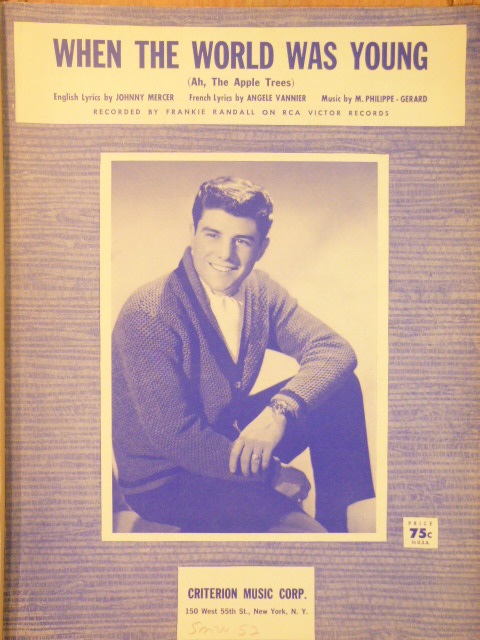 WHEN THE WORLD WAS YOUNG
(Ah, The Apple Trees)
English Lyrics by JOHNNY MERCER French Lyrics by ANGELE VANNIER Music by M. PHILIPPE - GERARD
RECORDED BY FRANKIE RANDALL ON RCA VICTOR RECORDS
PRICE
75c
IN U.S.A.
CRITERION MUSIC CORP.
150 West 55th St., New York, N. Y.